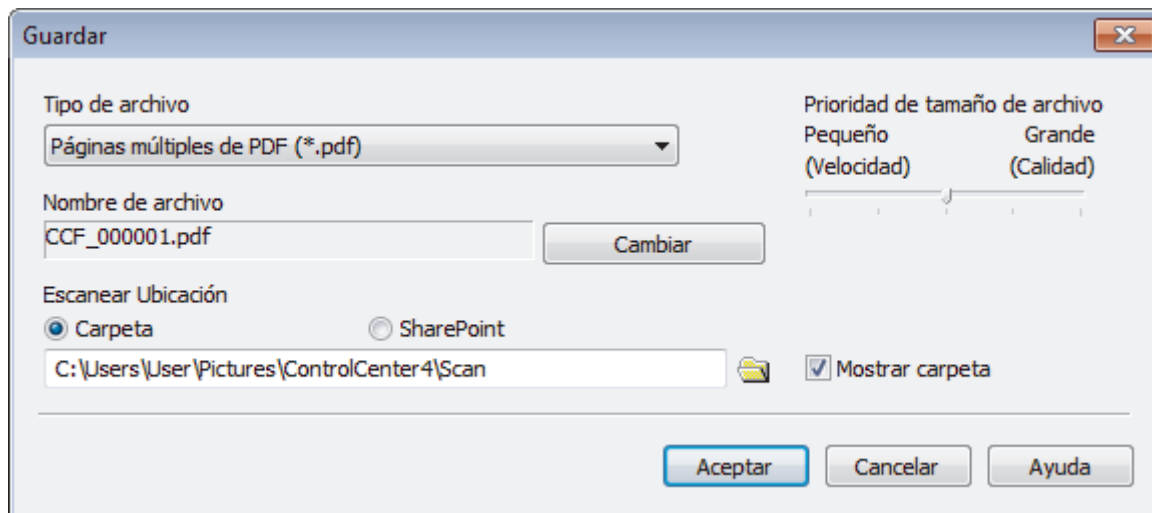 Guardar
Tipo de archivo
Páginas múltiples de PDF (*.pdf)
Prioridad de tamaño de archivo
Pequeño Grande
(Velocidad) (Calidad)
Nombre de archivo
CCF_000001.pdf
Cambiar
Escanear Ubicación
Carpeta SharePoint
C:\Users\User\Pictures\ControlCenter4\Scan
Mostrar carpeta
Aceptar Cancelar Ayuda